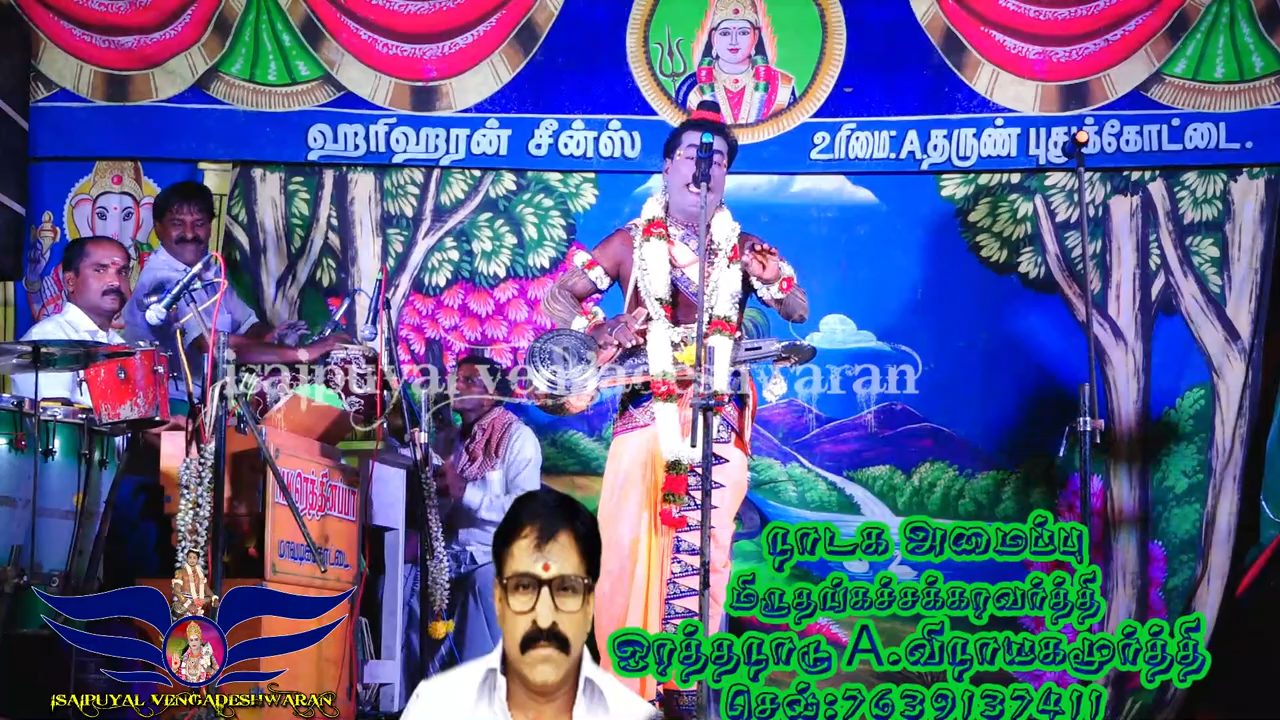 ஹரிஹரன் சீன்ஸ்
உரிமை: A தருண் புதுக்கோட்டை.
isaipuyal vengadeshwaran
நாடக அமைப்பு
மிருதங்கச்சக்கரவர்த்தி
ஒரத்தநாடு A.விநாயகமூர்த்தி
செல்:7639137411
ISAIPUYAL VENGADESHWARAN